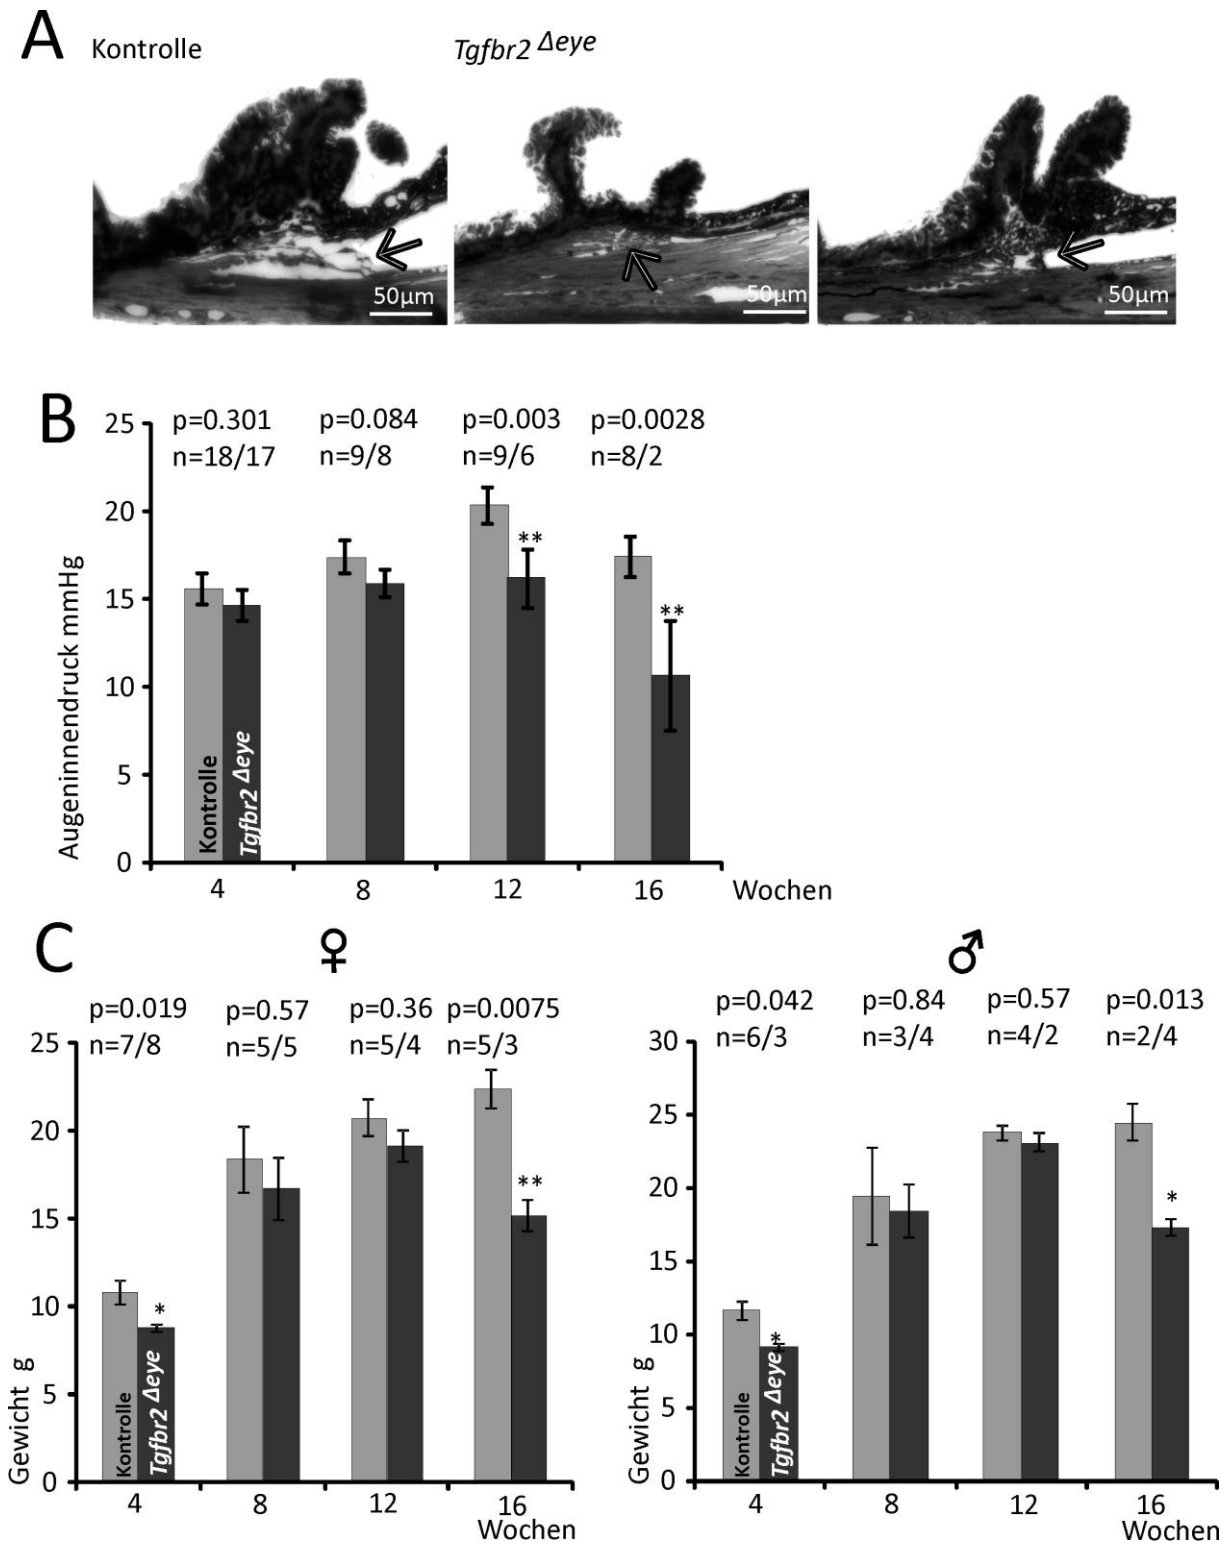 A
Kontrolle
Tgfbr2 Δeye
50µm
50µm
50µm
B
p=0.301
n=18/17
p=0.084
n=9/8
p=0.003
n=9/6
p=0.0028
n=8/2
Augeninnendruck mmHg
25
20
15
10
5
0
**
**
Kontrolle
Tgfbr2 Δeye
4
8
12
16
Wochen
C
♀
p=0.019
n=7/8
p=0.57
n=5/5
p=0.36
n=5/4
p=0.0075
n=5/3
Gewicht g
25
20
15
10
5
0
*
**
Kontrolle
Tgfbr2 Δeye
4
8
12
16
Wochen
♂
p=0.042
n=6/3
p=0.84
n=3/4
p=0.57
n=4/2
p=0.013
n=2/4
Gewicht g
30
25
20
15
10
5
0
*
*
Kontrolle
Tgfbr2 Δeye
4
8
12
16
Wochen